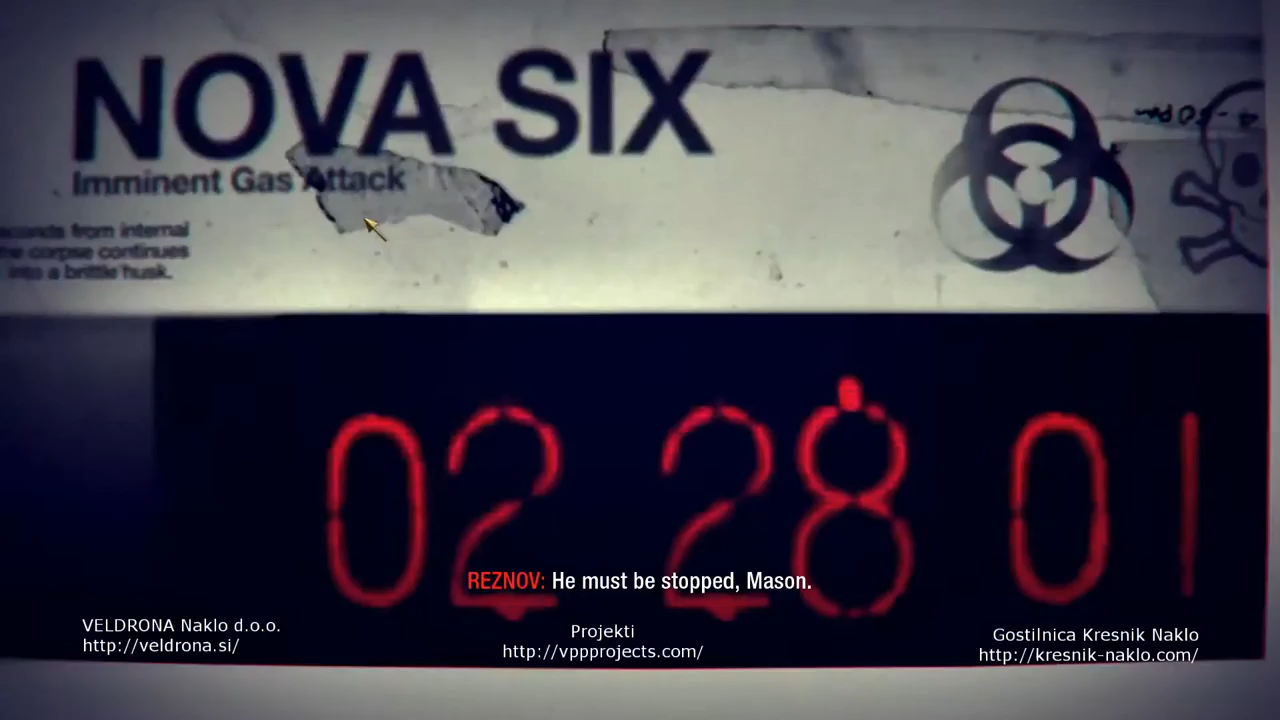 NOVA SIX
Imminent Gas Attack
seconds from internal
the corpse continues
into a brittle husk.
02 28 01
REZNOV: He must be stopped, Mason.
VELDRONA Naklo d.o.o.
http://veldrona.si/
Projekti
http://vppprojects.com/
Gostilnica Kresnik Naklo
http://kresnik-naklo.com/